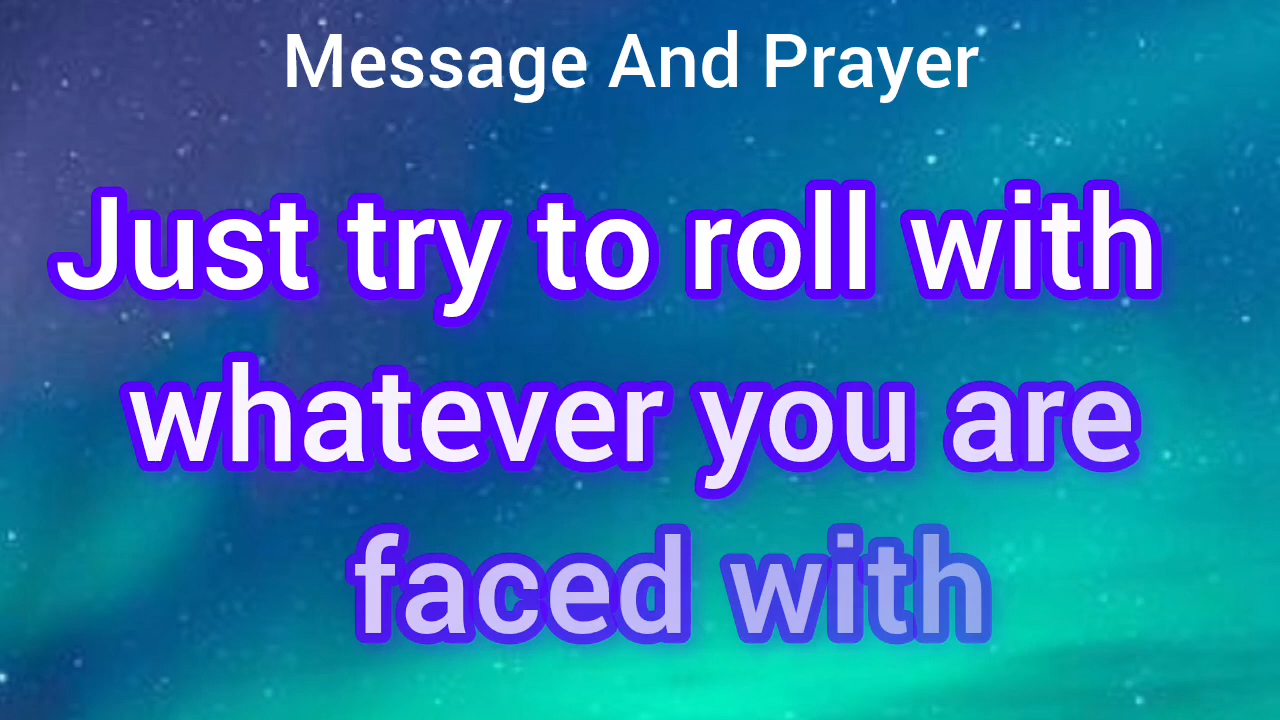 Message And Prayer
Just try to roll with
whatever you are
faced with